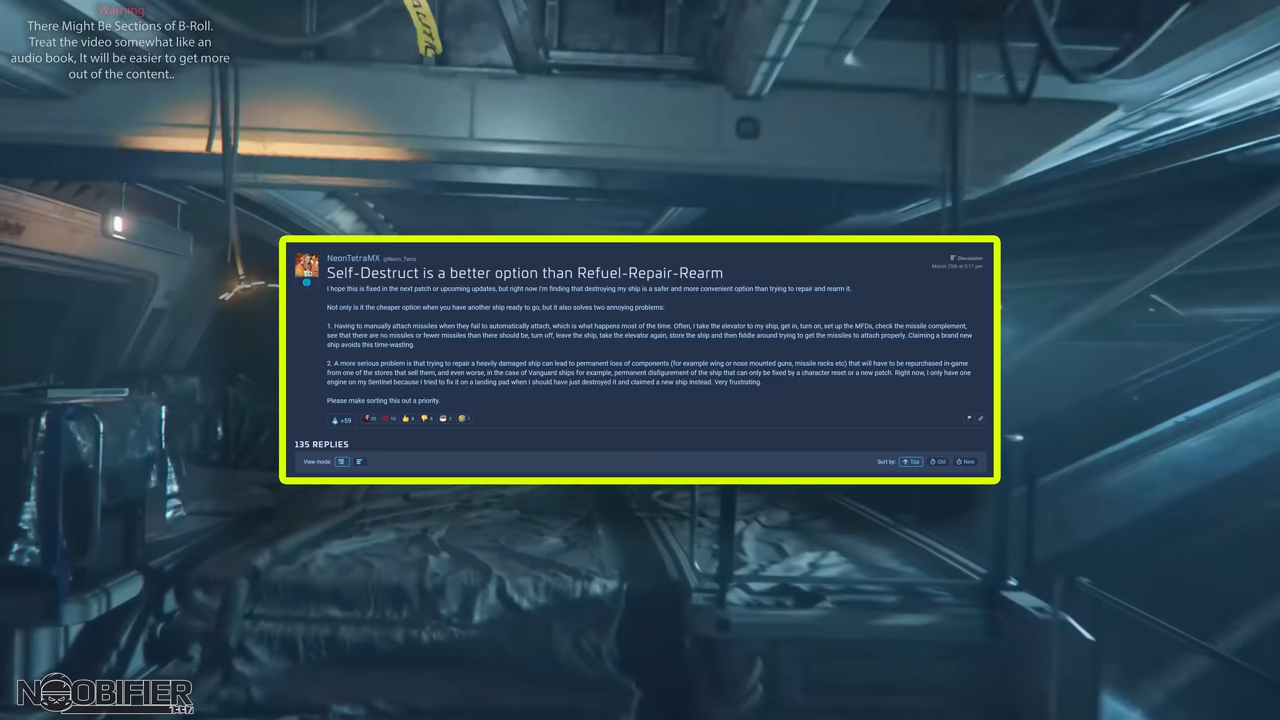 Warning
There Might Be Sections of B-Roll.
Treat the video somewhat like an
audio book, It will be easier to get more
out of the content..
NeonTetraMX @Neon_Tetra
Discussion
March 25th at 5:11 pm
Self-Destruct is a better option than Refuel-Repair-Rearm
I hope this is fixed in the next patch or upcoming updates, but right now I'm finding that destroying my ship is a safer and more convenient option than trying to repair and rearm it.
Not only is it the cheaper option when you have another ship ready to go, but it also solves two annoying problems:
1. Having to manually attach missiles when they fail to automatically attach, which is what happens most of the time. Often, I take the elevator to my ship, get in, turn on, set up the MFDs, check the missile complement,
see that there are no missiles or fewer missiles than there should be, turn off, leave the ship, take the elevator again, store the ship and then fiddle around trying to get the missiles to attach properly. Claiming a brand new
ship avoids this time-wasting.
2. A more serious problem is that trying to repair a heavily damaged ship can lead to permanent loss of components (for example wing or nose mounted guns, missile racks etc) that will have to be repurchased in-game
from one of the stores that sell them, and even worse, in the case of Vanguard ships for example, permanent disfigurement of the ship that can only be fixed by a character reset or a new patch. Right now, I only have one
engine on my Sentinel because I tried to fix it on a landing pad when I should have just destroyed it and claimed a new ship instead. Very frustrating.
Please make sorting this out a priority.
+59
135 REPLIES
View mode:
Sort by: Top Old New
NOOBIFIER